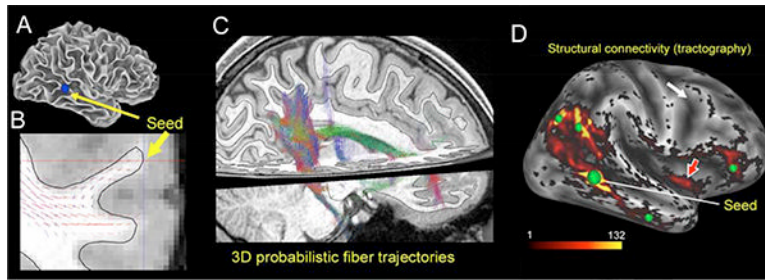 A
B
Seed
C
3D probabilistic fiber trajectories
D
Structural connectivity (tractography)
Seed
1
132